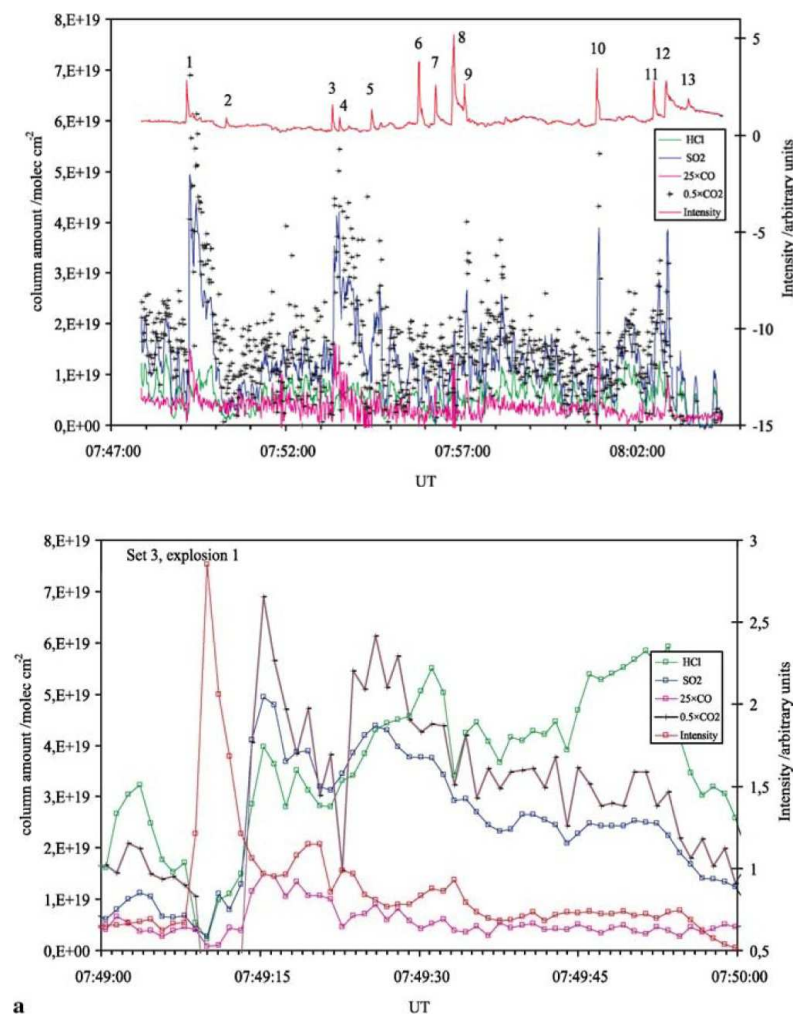 8,E+19
7,E+19
6,E+19
5,E+19
4,E+19
3,E+19
2,E+19
1,E+19
0,E+00
column amount /molec cm-2
1
2
3
4
5
6
7
8
9
10
11
12
13
HCl
SO2
25×CO
0.5×CO2
Intensity
5
0
-5
-10
-15
Intensity /arbitrary units
07:47:00 07:52:00 07:57:00 08:02:00
UT
Set 3, explosion 1
8,E+19
7,E+19
6,E+19
5,E+19
4,E+19
3,E+19
2,E+19
1,E+19
0,E+00
column amount /molec cm-2
HCl
SO2
25×CO
0.5×CO2
Intensity
3
2,5
2
1,5
1
0,5
Intensity /arbitrary units
07:49:00 07:49:15 07:49:30 07:49:45 07:50:00
UT
a